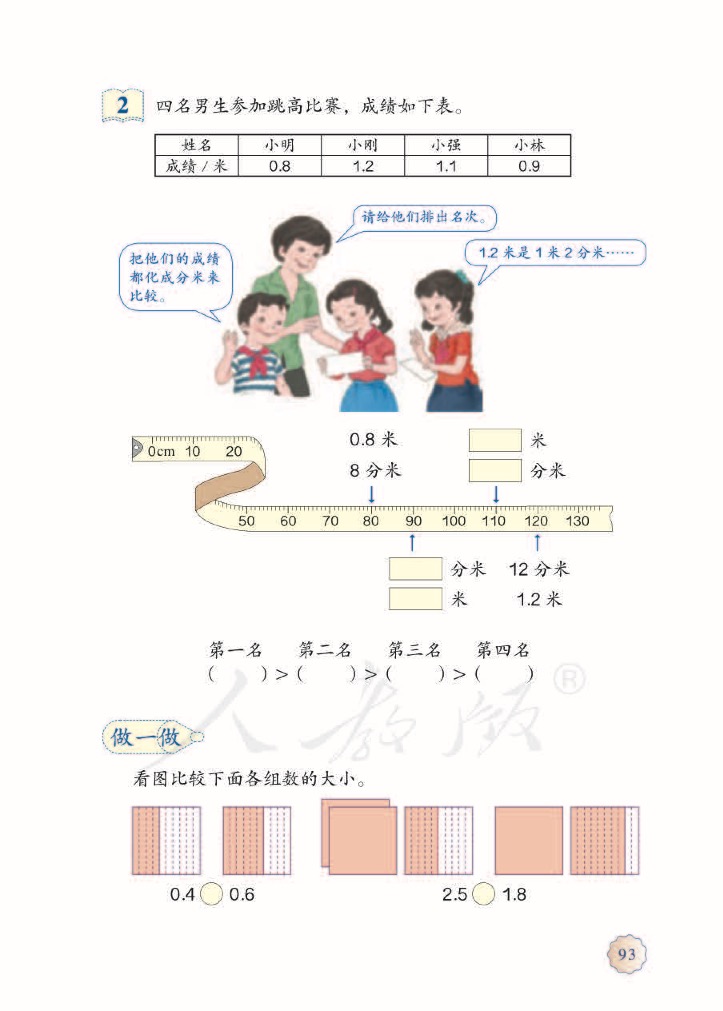 2 四名男生参加跳高比赛，成绩如下表。
姓名 小明 小刚 小强 小林
成绩/米 0.8 1.2 1.1 0.9
请给他们排出名次。
把他们的成绩
都化成分米来
比较。
1.2 米是 1 米 2 分米……
0.8 米 米
8 分米 分米
0cm 10 20
50 60 70 80 90 100 110 120 130
分米 12 分米
米 1.2 米
第一名 第二名 第三名 第四名
( ) > ( ) > ( ) > ( )
人教版®
做一做
看图比较下面各组数的大小。
0.4 0.6 2.5 1.8
93